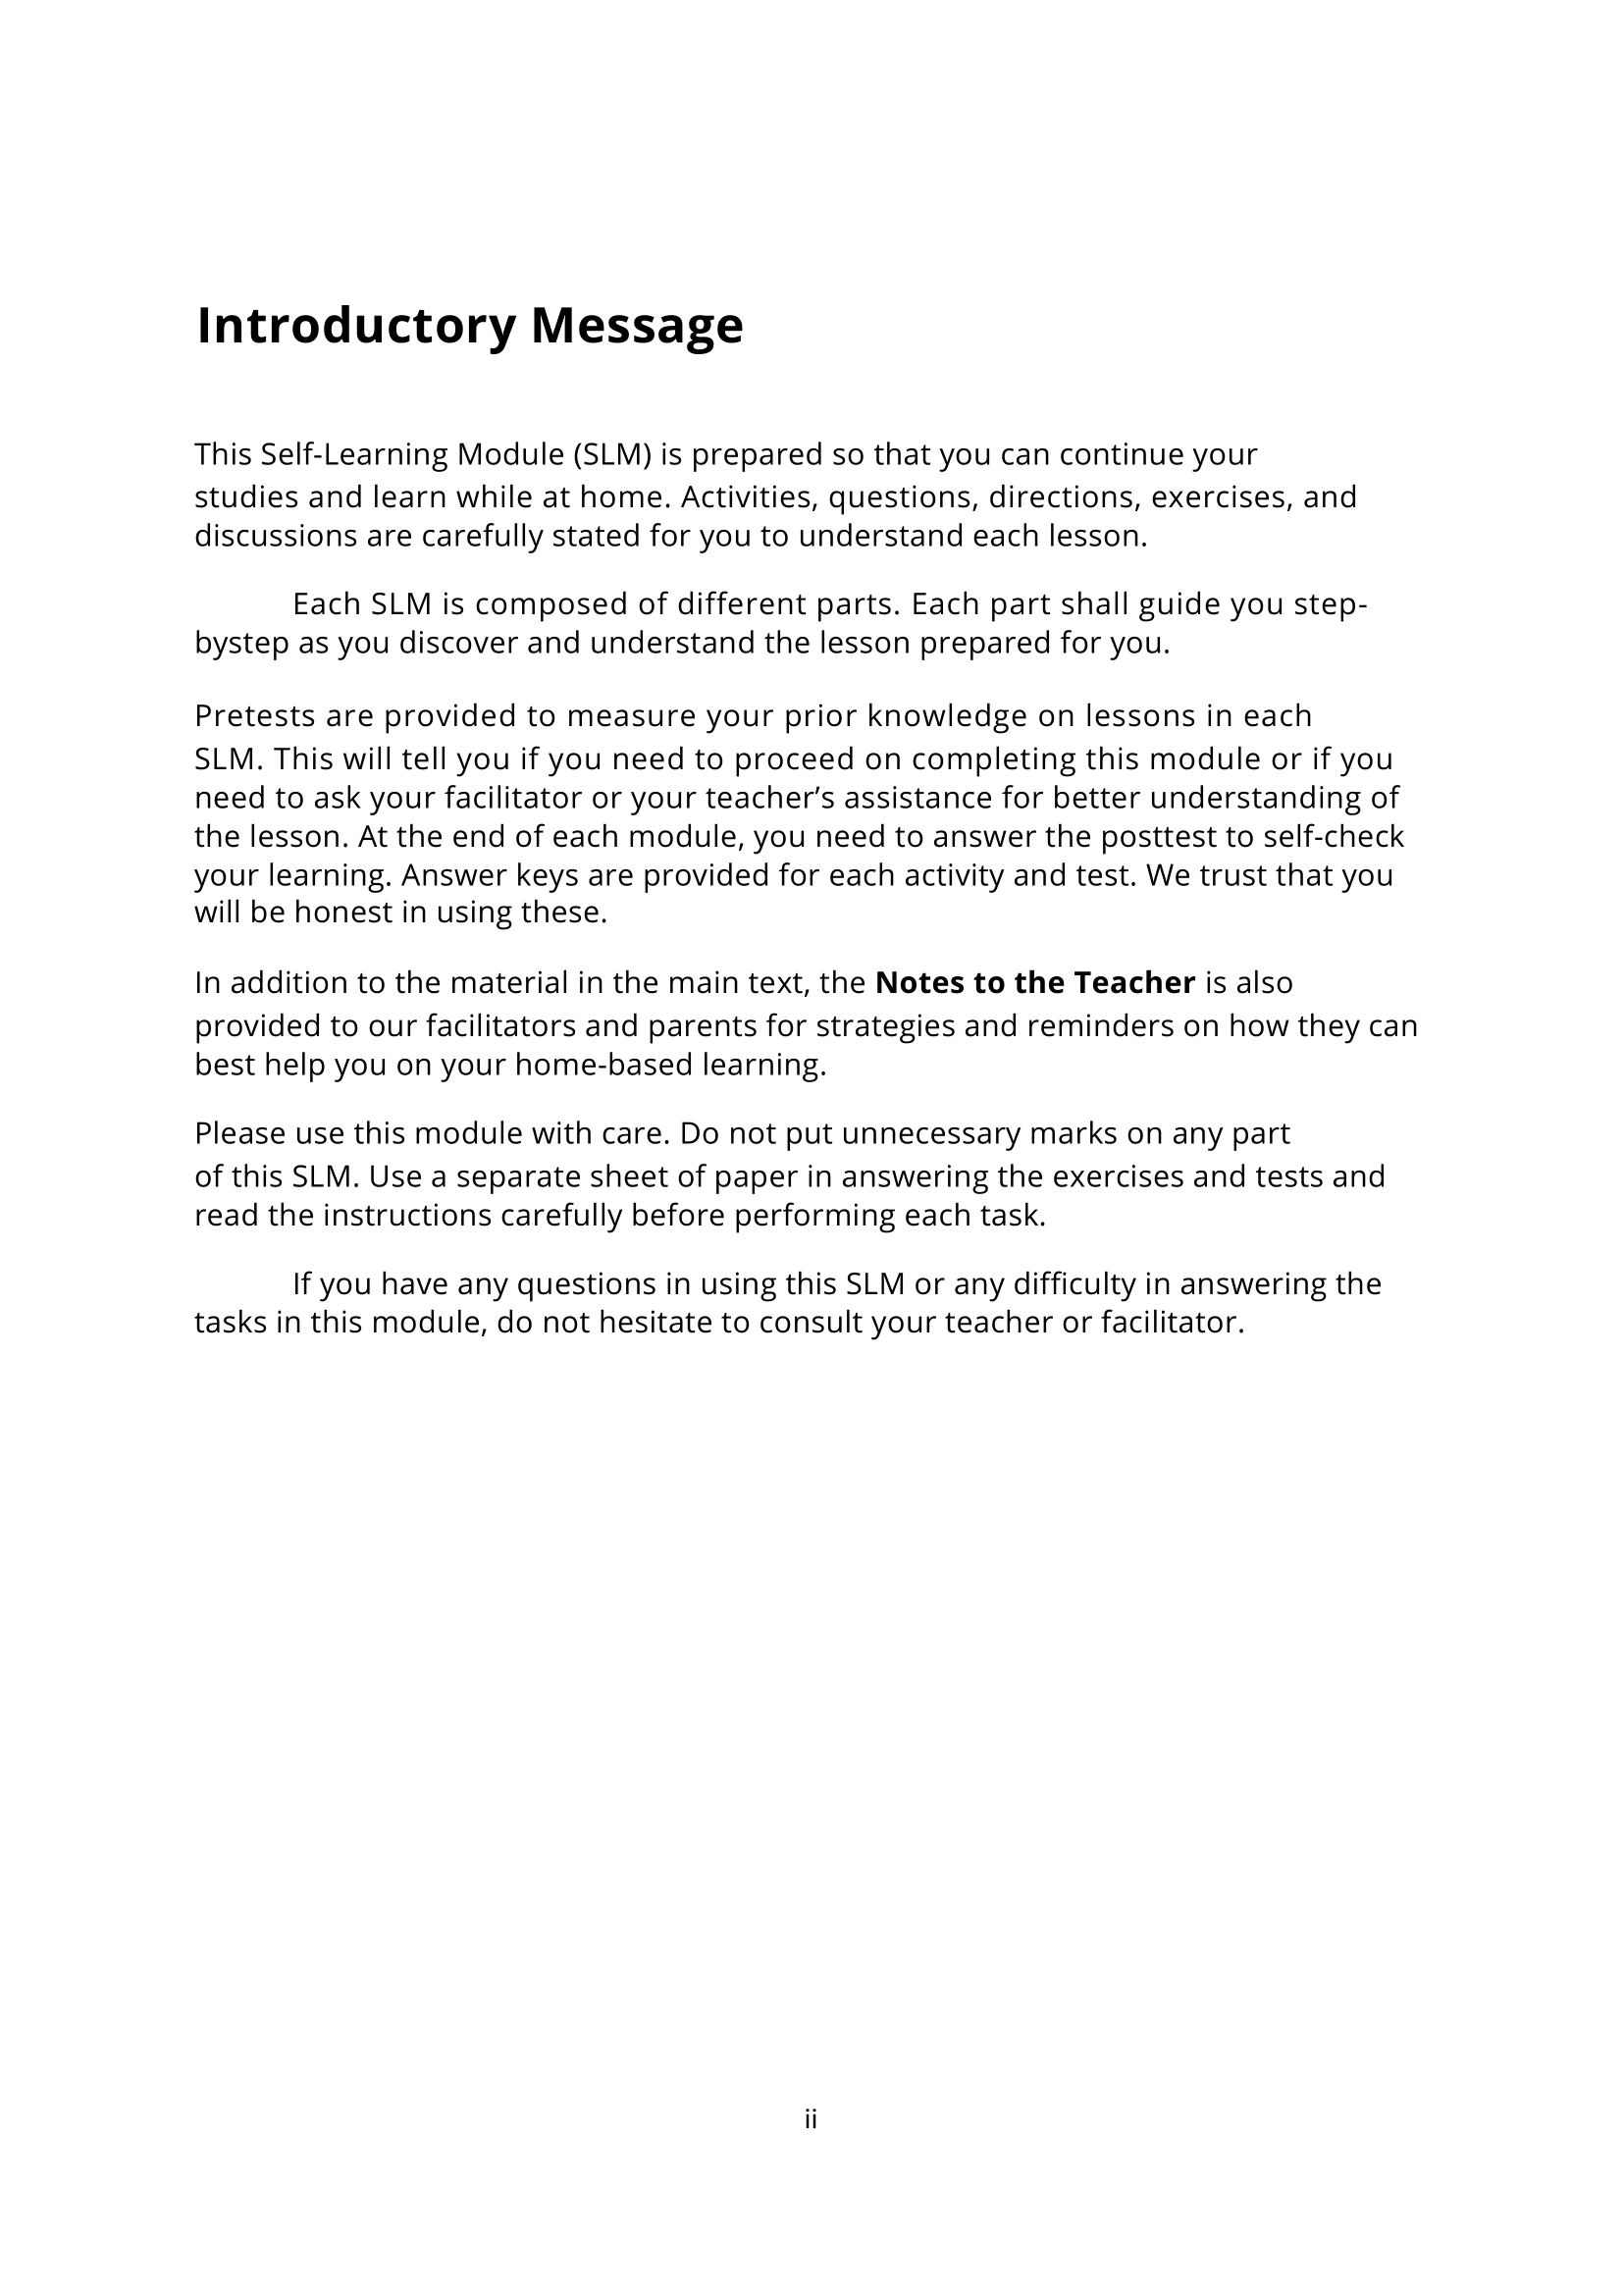 Introductory Message
This Self-Learning Module (SLM) is prepared so that you can continue your
studies and learn while at home. Activities, questions, directions, exercises, and
discussions are carefully stated for you to understand each lesson.
Each SLM is composed of different parts. Each part shall guide you step-
bystep as you discover and understand the lesson prepared for you.
Pretests are provided to measure your prior knowledge on lessons in each
SLM. This will tell you if you need to proceed on completing this module or if you
need to ask your facilitator or your teacher’s assistance for better understanding of
the lesson. At the end of each module, you need to answer the posttest to self-check
your learning. Answer keys are provided for each activity and test. We trust that you
will be honest in using these.
In addition to the material in the main text, the Notes to the Teacher is also
provided to our facilitators and parents for strategies and reminders on how they can
best help you on your home-based learning.
Please use this module with care. Do not put unnecessary marks on any part
of this SLM. Use a separate sheet of paper in answering the exercises and tests and
read the instructions carefully before performing each task.
If you have any questions in using this SLM or any difficulty in answering the
tasks in this module, do not hesitate to consult your teacher or facilitator.
ii